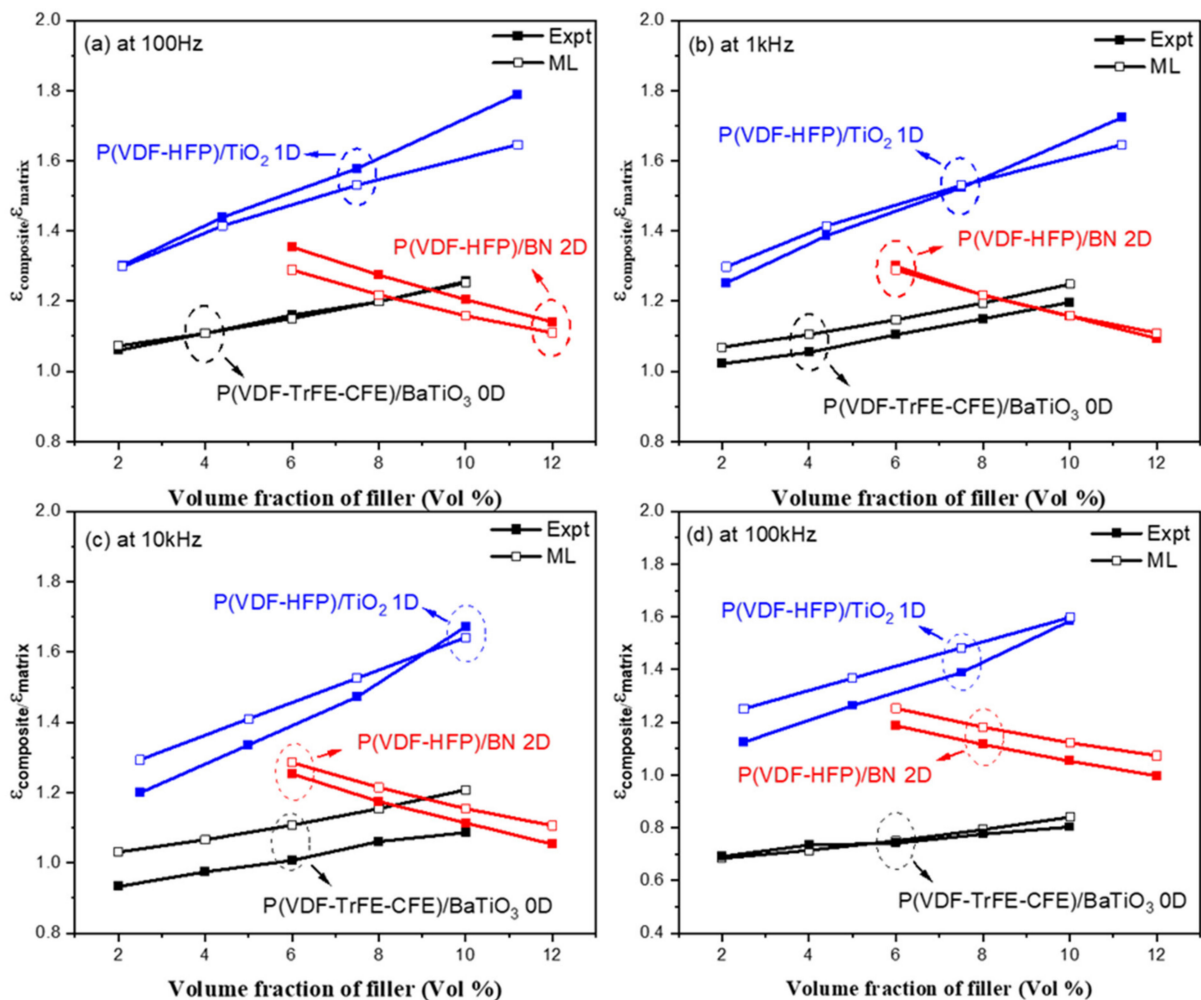 (a) at 100Hz
Expt
ML
P(VDF-HFP)/TiO₂ 1D
P(VDF-HFP)/BN 2D
P(VDF-TrFE-CFE)/BaTiO₃ 0D
εcomposite/εmatrix
2.0
1.8
1.6
1.4
1.2
1.0
0.8
2 4 6 8 10 12
Volume fraction of filler (Vol %)
(b) at 1kHz
Expt
ML
P(VDF-HFP)/TiO₂ 1D
P(VDF-HFP)/BN 2D
P(VDF-TrFE-CFE)/BaTiO₃ 0D
εcomposite/εmatrix
2.0
1.8
1.6
1.4
1.2
1.0
0.8
2 4 6 8 10 12
Volume fraction of filler (Vol %)
(c) at 10kHz
Expt
ML
P(VDF-HFP)/TiO₂ 1D
P(VDF-HFP)/BN 2D
P(VDF-TrFE-CFE)/BaTiO₃ 0D
εcomposite/εmatrix
2.0
1.8
1.6
1.4
1.2
1.0
0.8
2 4 6 8 10 12
Volume fraction of filler (Vol %)
(d) at 100kHz
Expt
ML
P(VDF-HFP)/TiO₂ 1D
P(VDF-HFP)/BN 2D
P(VDF-TrFE-CFE)/BaTiO₃ 0D
εcomposite/εmatrix
2.0
1.8
1.6
1.4
1.2
1.0
0.8
0.6
0.4
2 4 6 8 10 12
Volume fraction of filler (Vol %)